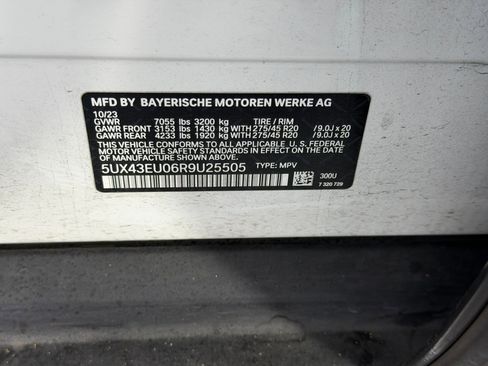 MFD BY BAYERISCHE MOTOREN WERKE AG
10/23
GVWR 7055 lbs 3200 kg TIRE / RIM
GAWR FRONT 3153 lbs 1430 kg WITH 275/45 R20 /9.0J x 20
GAWR REAR 4233 lbs 1920 kg WITH 275/45 R20 /9.0J x 20
THIS VEHICLE CONFORMS TO ALL APPLICABLE U.S. FEDERAL
MOTOR VEHICLE SAFETY STANDARDS IN EFFECT ON THE
DATE OF MANUFACTURE SHOWN ABOVE.
5UX43EU06R9U25505 TYPE: MPV
300U
7 320 729